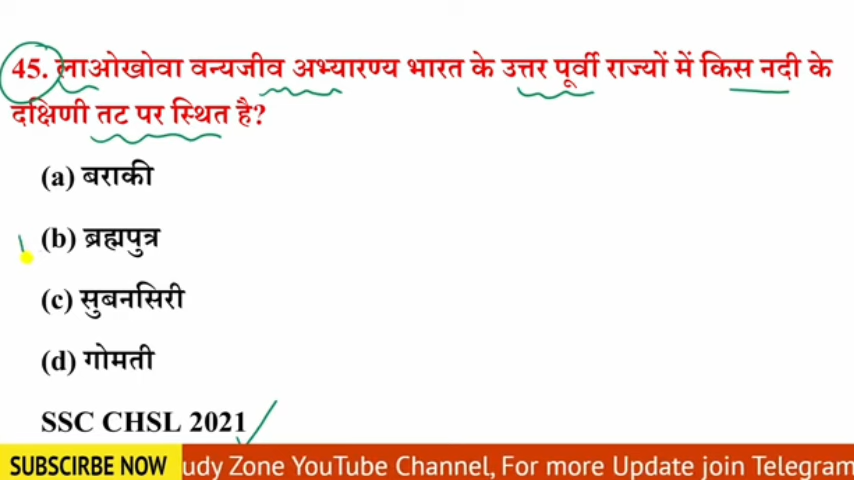 45. लाओखोवा वन्यजीव अभ्यारण्य भारत के उत्तर पूर्वी राज्यों में किस नदी के
दक्षिणी तट पर स्थित है?
(a) बराकी
(b) ब्रह्मपुत्र
(c) सुबनसिरी
(d) गोमती
SSC CHSL 2021
SUBSCIRBE NOW udy Zone YouTube Channel, For more Update join Telegram